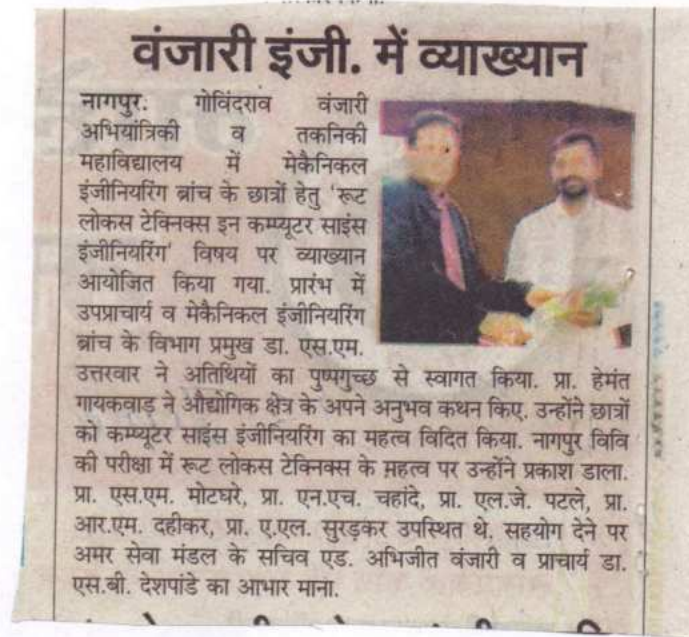 वंजारी इंजी. में व्याख्यान
नागपुर. गोविंदराव वंजारी
अभियांत्रिकी व तकनिकी
महाविद्यालय में मेकैनिकल
इंजीनियरिंग ब्रांच के छात्रों हेतु 'रूट
लोकस टेक्निक्स इन कम्प्यूटर साइंस
इंजीनियरिंग' विषय पर व्याख्यान
आयोजित किया गया. प्रारंभ में
उपप्राचार्य व मेकैनिकल इंजीनियरिंग
ब्रांच के विभाग प्रमुख डा. एस.एम.
उत्तरवार ने अतिथियों का पुष्पगुच्छ से स्वागत किया. प्रा. हेमंत
गायकवाड़ ने औद्योगिक क्षेत्र के अपने अनुभव कथन किए. उन्होंने छात्रों
को कम्प्यूटर साइंस इंजीनियरिंग का महत्व विदित किया. नागपुर विवि
की परीक्षा में रूट लोकस टेक्निक्स के महत्व पर उन्होंने प्रकाश डाला.
प्रा. एस.एम. मोटघरे, प्रा. एन.एच. चहांदे, प्रा. एल.जे. पटले, प्रा.
आर.एम. दहीकर, प्रा. ए.एल. सुरड़कर उपस्थित थे. सहयोग देने पर
अमर सेवा मंडल के सचिव एड. अभिजीत वंजारी व प्राचार्य डा.
एस.बी. देशपांडे का आभार माना.